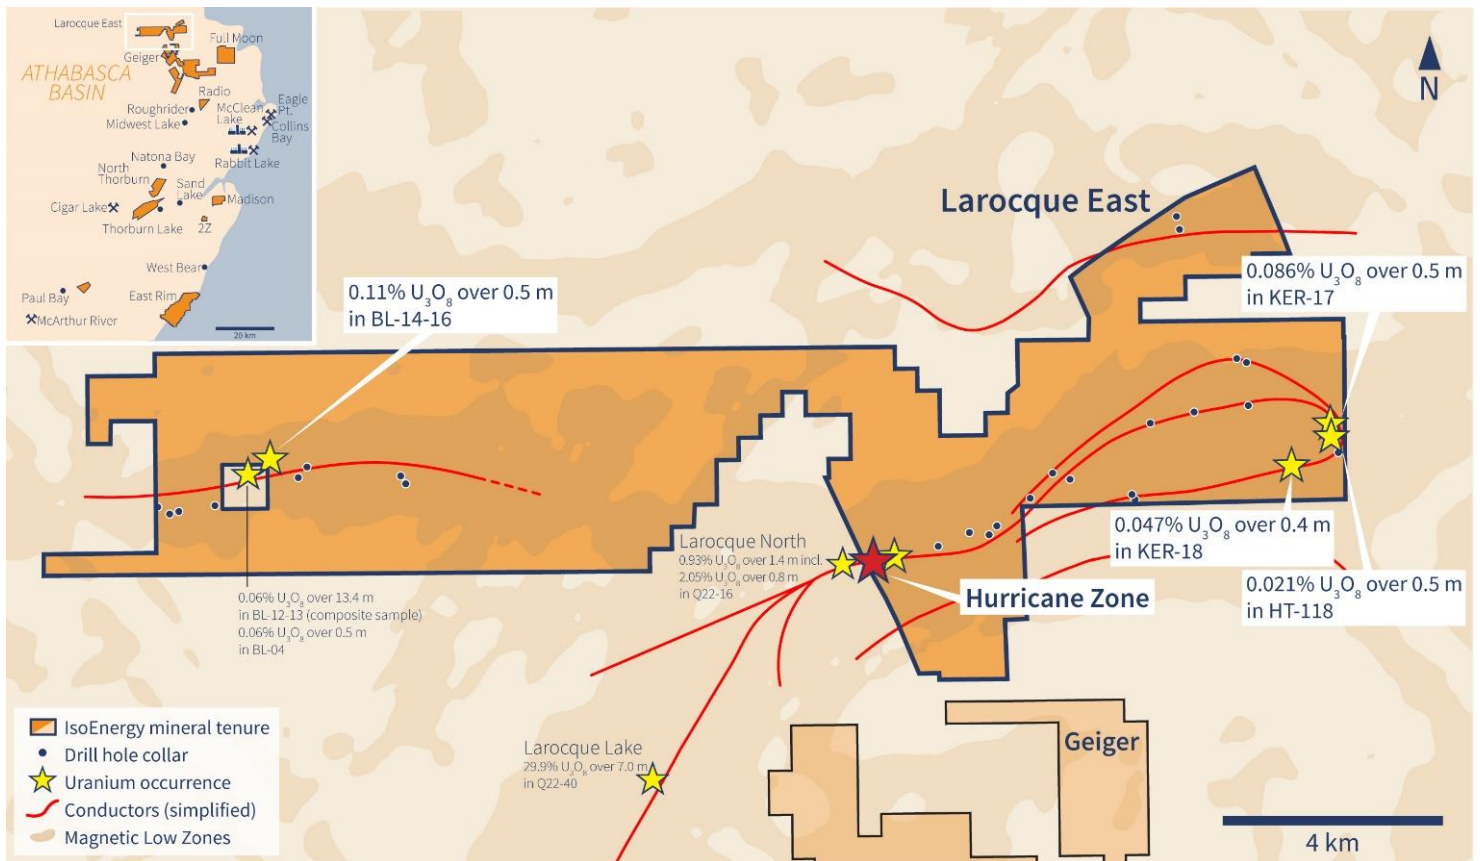 Larocque East
Full Moon
Geiger
ATHABASCA
BASIN
Radio
Roughrider
McClean
Lake
Eagle
Pt.
Midwest Lake
Collins
Bay
Natona Bay
Rabbit Lake
North
Thorburn
Sand
Lake
Madison
Cigar Lake
Thorburn Lake
2Z
West Bear
Paul Bay
East Rim
McArthur River
20 km
N
Larocque East
0.11% U3O8 over 0.5 m
in BL-14-16
0.086% U3O8 over 0.5 m
in KER-17
Larocque North
0.93% U3O8 over 1.4 m incl.
2.05% U3O8 over 0.8 m
in Q22-16
0.047% U3O8 over 0.4 m
in KER-18
Hurricane Zone
0.021% U3O8 over 0.5 m
in HT-118
0.06% U3O8 over 13.4 m
in BL-12-13 (composite sample)
0.06% U3O8 over 0.5 m
in BL-04
Larocque Lake
29.9% U3O8 over 7.0 m
in Q22-40
Geiger
IsoEnergy mineral tenure
Drill hole collar
Uranium occurrence
Conductors (simplified)
Magnetic Low Zones
4 km